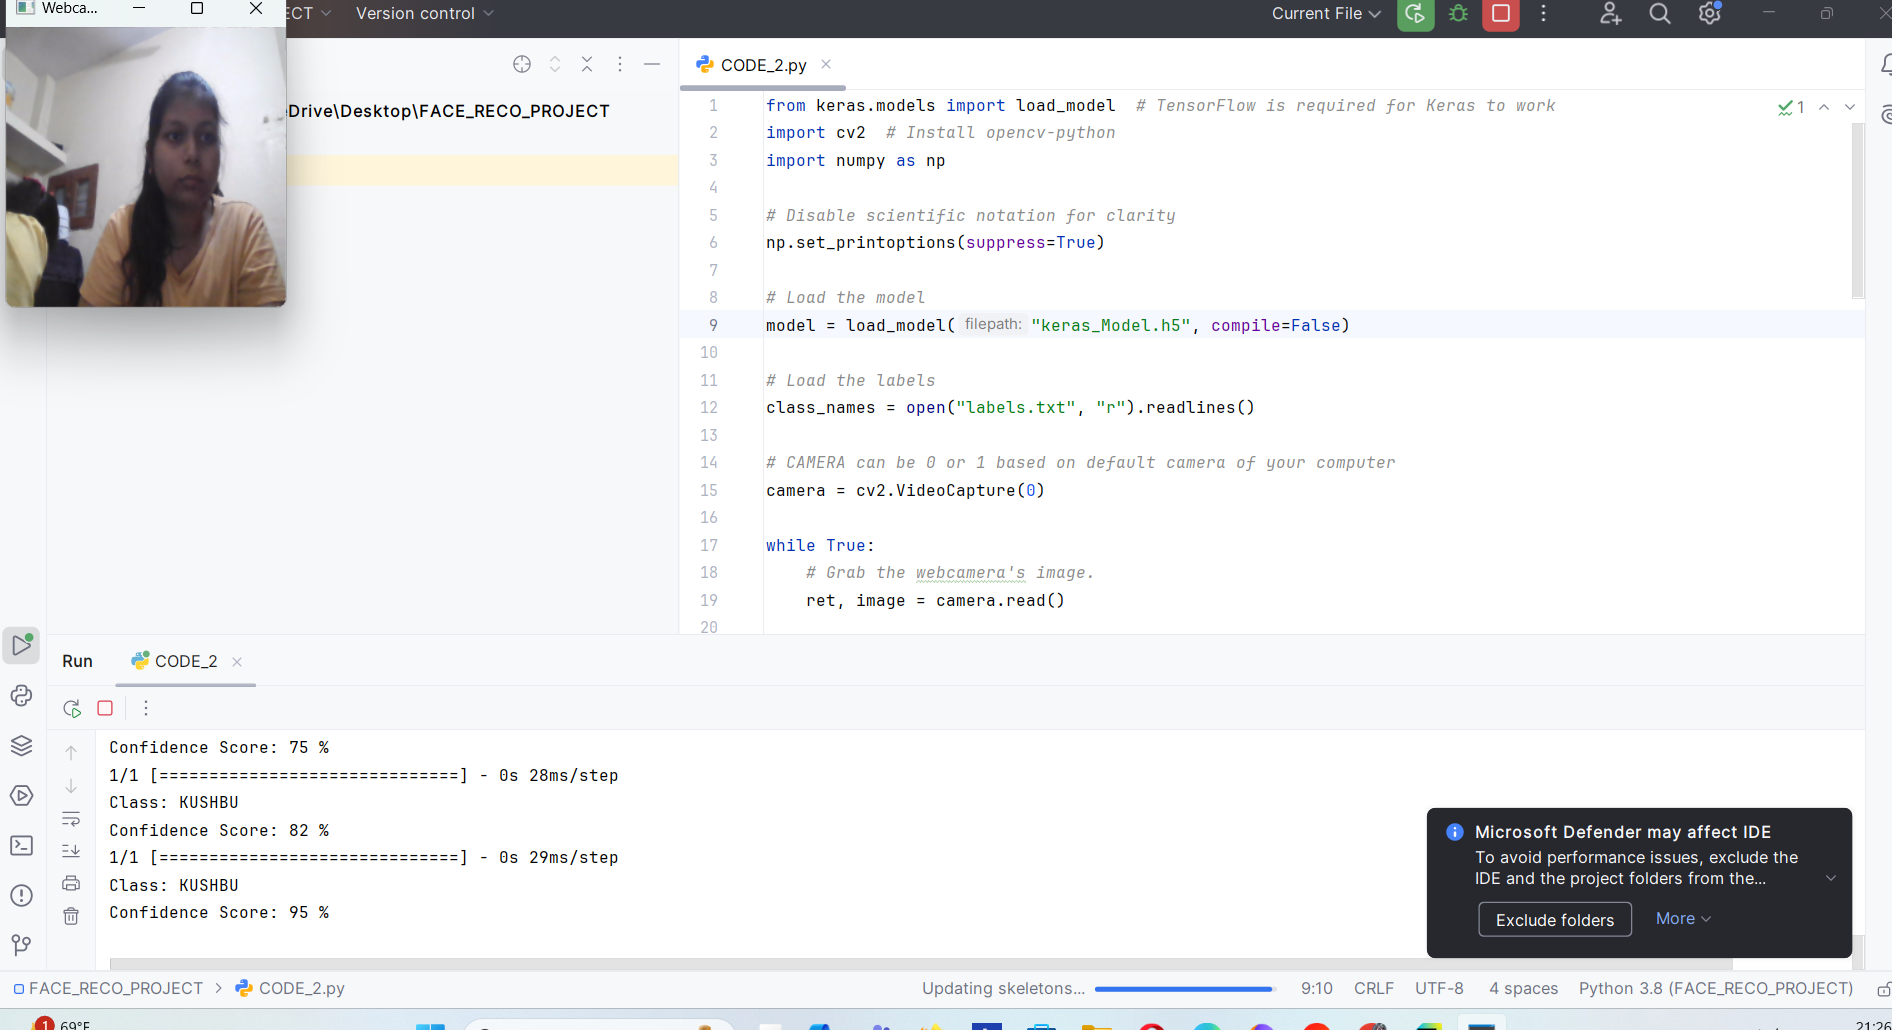 Webca...
ECT
Version control
Current File
eDrive\Desktop\FACE_RECO_PROJECT
CODE_2.py
1 from keras.models import load_model  # TensorFlow is required for Keras to work
1
2 import cv2  # Install opencv-python
3 import numpy as np
4
5 # Disable scientific notation for clarity
6 np.set_printoptions(suppress=True)
7
8 # Load the model
9 model = load_model( filepath: "keras_Model.h5", compile=False)
10
11 # Load the labels
12 class_names = open("labels.txt", "r").readlines()
13
14 # CAMERA can be 0 or 1 based on default camera of your computer
15 camera = cv2.VideoCapture(0)
16
17 while True:
18     # Grab the webcamera's image.
19     ret, image = camera.read()
20
Run
CODE_2
Confidence Score: 75 %
1/1 [==============================] - 0s 28ms/step
Class: KUSHBU
Confidence Score: 82 %
1/1 [==============================] - 0s 29ms/step
Class: KUSHBU
Confidence Score: 95 %
Microsoft Defender may affect IDE
To avoid performance issues, exclude the
IDE and the project folders from the...
Exclude folders
More
FACE_RECO_PROJECT > CODE_2.py
Updating skeletons...
9:10
CRLF
UTF-8
4 spaces
Python 3.8 (FACE_RECO_PROJECT)
1
69°F
21:26